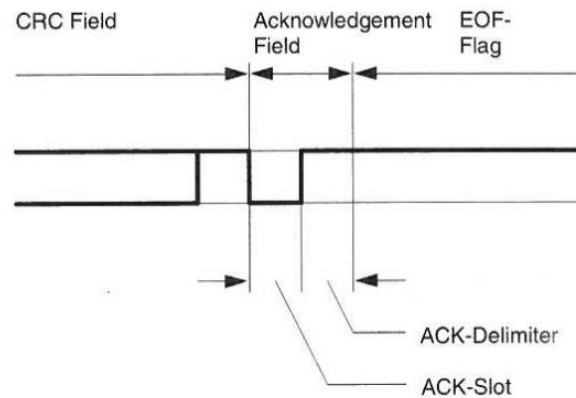 CRC Field
Acknowledgement
Field
EOF-
Flag
ACK-Delimiter
ACK-Slot